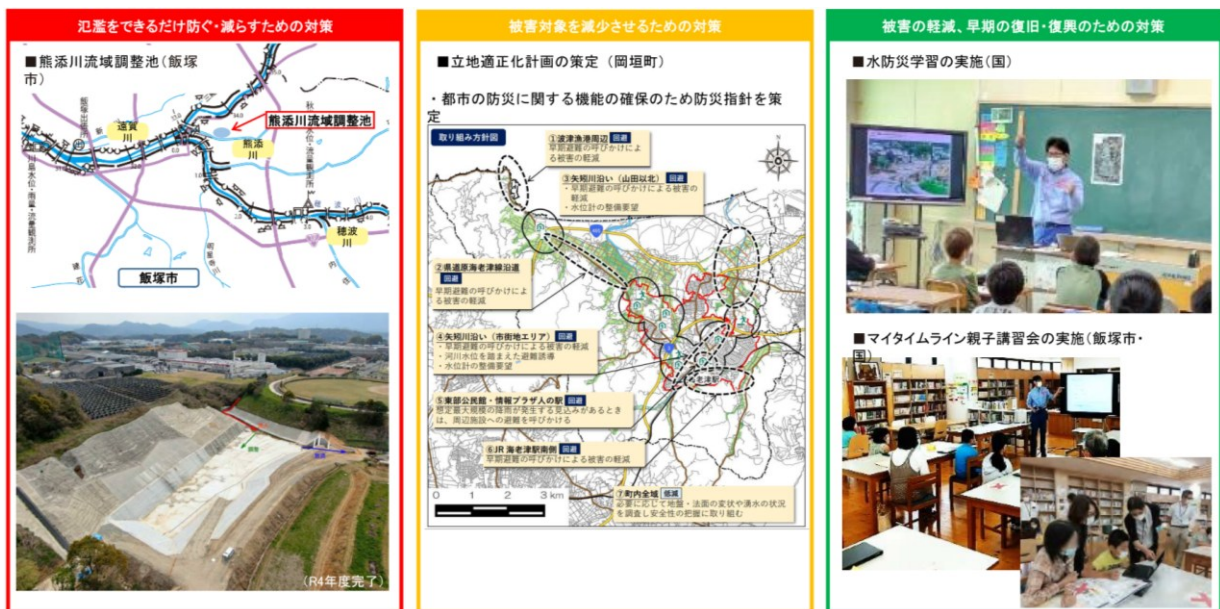 氾濫をできるだけ防ぐ・減らすための対策
■熊添川流域調整池(飯塚
市)
遠賀
川
熊添川流域調整池
熊添
川
穂波
川
飯塚市
(R4年度完了)
被害対象を減少させるための対策
■立地適正化計画の策定 (岡垣町)
・都市の防災に関する機能の確保のため防災指針を策
定
取り組み方針図
①波津漁港周辺 回避
早期避難の呼びかけによ
る被害の軽減
③矢矧川沿い(山田以北) 回避
・早期避難の呼びかけによる被害の
軽減
・水位計の整備要望
②県道原海老津線沿道
回避
早期避難の呼びかけによ
る被害の軽減
④矢矧川沿い(市街地エリア) 回避
・早期避難の呼びかけによる被害の軽減
・河川水位を踏まえた避難誘導
・水位計の整備要望
⑤東部公民館・情報プラザ人の駅 回避
想定最大規模の降雨が発生する見込みがあるとき
は、周辺施設への避難を呼びかける
⑥JR 海老津駅南側 回避
早期避難の呼びかけによる被害の軽減
⑦町内全域 低減
必要に応じて地盤・法面の変状や湧水の状況
を調査し安全性の把握に取り組む
0 1 2 3 km
被害の軽減、早期の復旧・復興のための対策
■水防災学習の実施(国)
■マイタイムライン親子講習会の実施(飯塚市・
国)